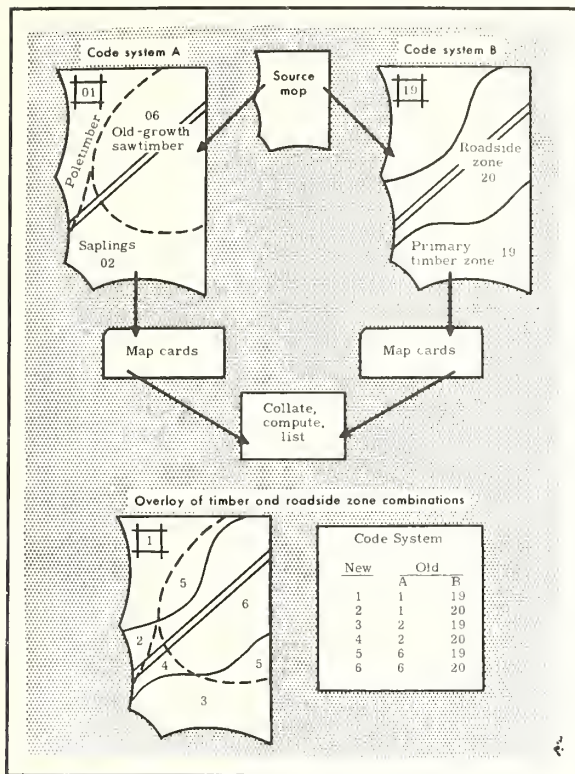 Code system A
Code system B
Source
mop
01
06
Old-growth
sawtimber
Poletimber
Saplings
02
19
Roadside
zone
20
Primary
timber zone 19
Map cards
Map cards
Collate,
compute,
list
Overloy of timber ond roadside zone combinations
1
5
6
2
4
5
3
Code System
New Old
A B
1 1 19
2 1 20
3 2 19
4 2 20
5 6 19
6 6 20